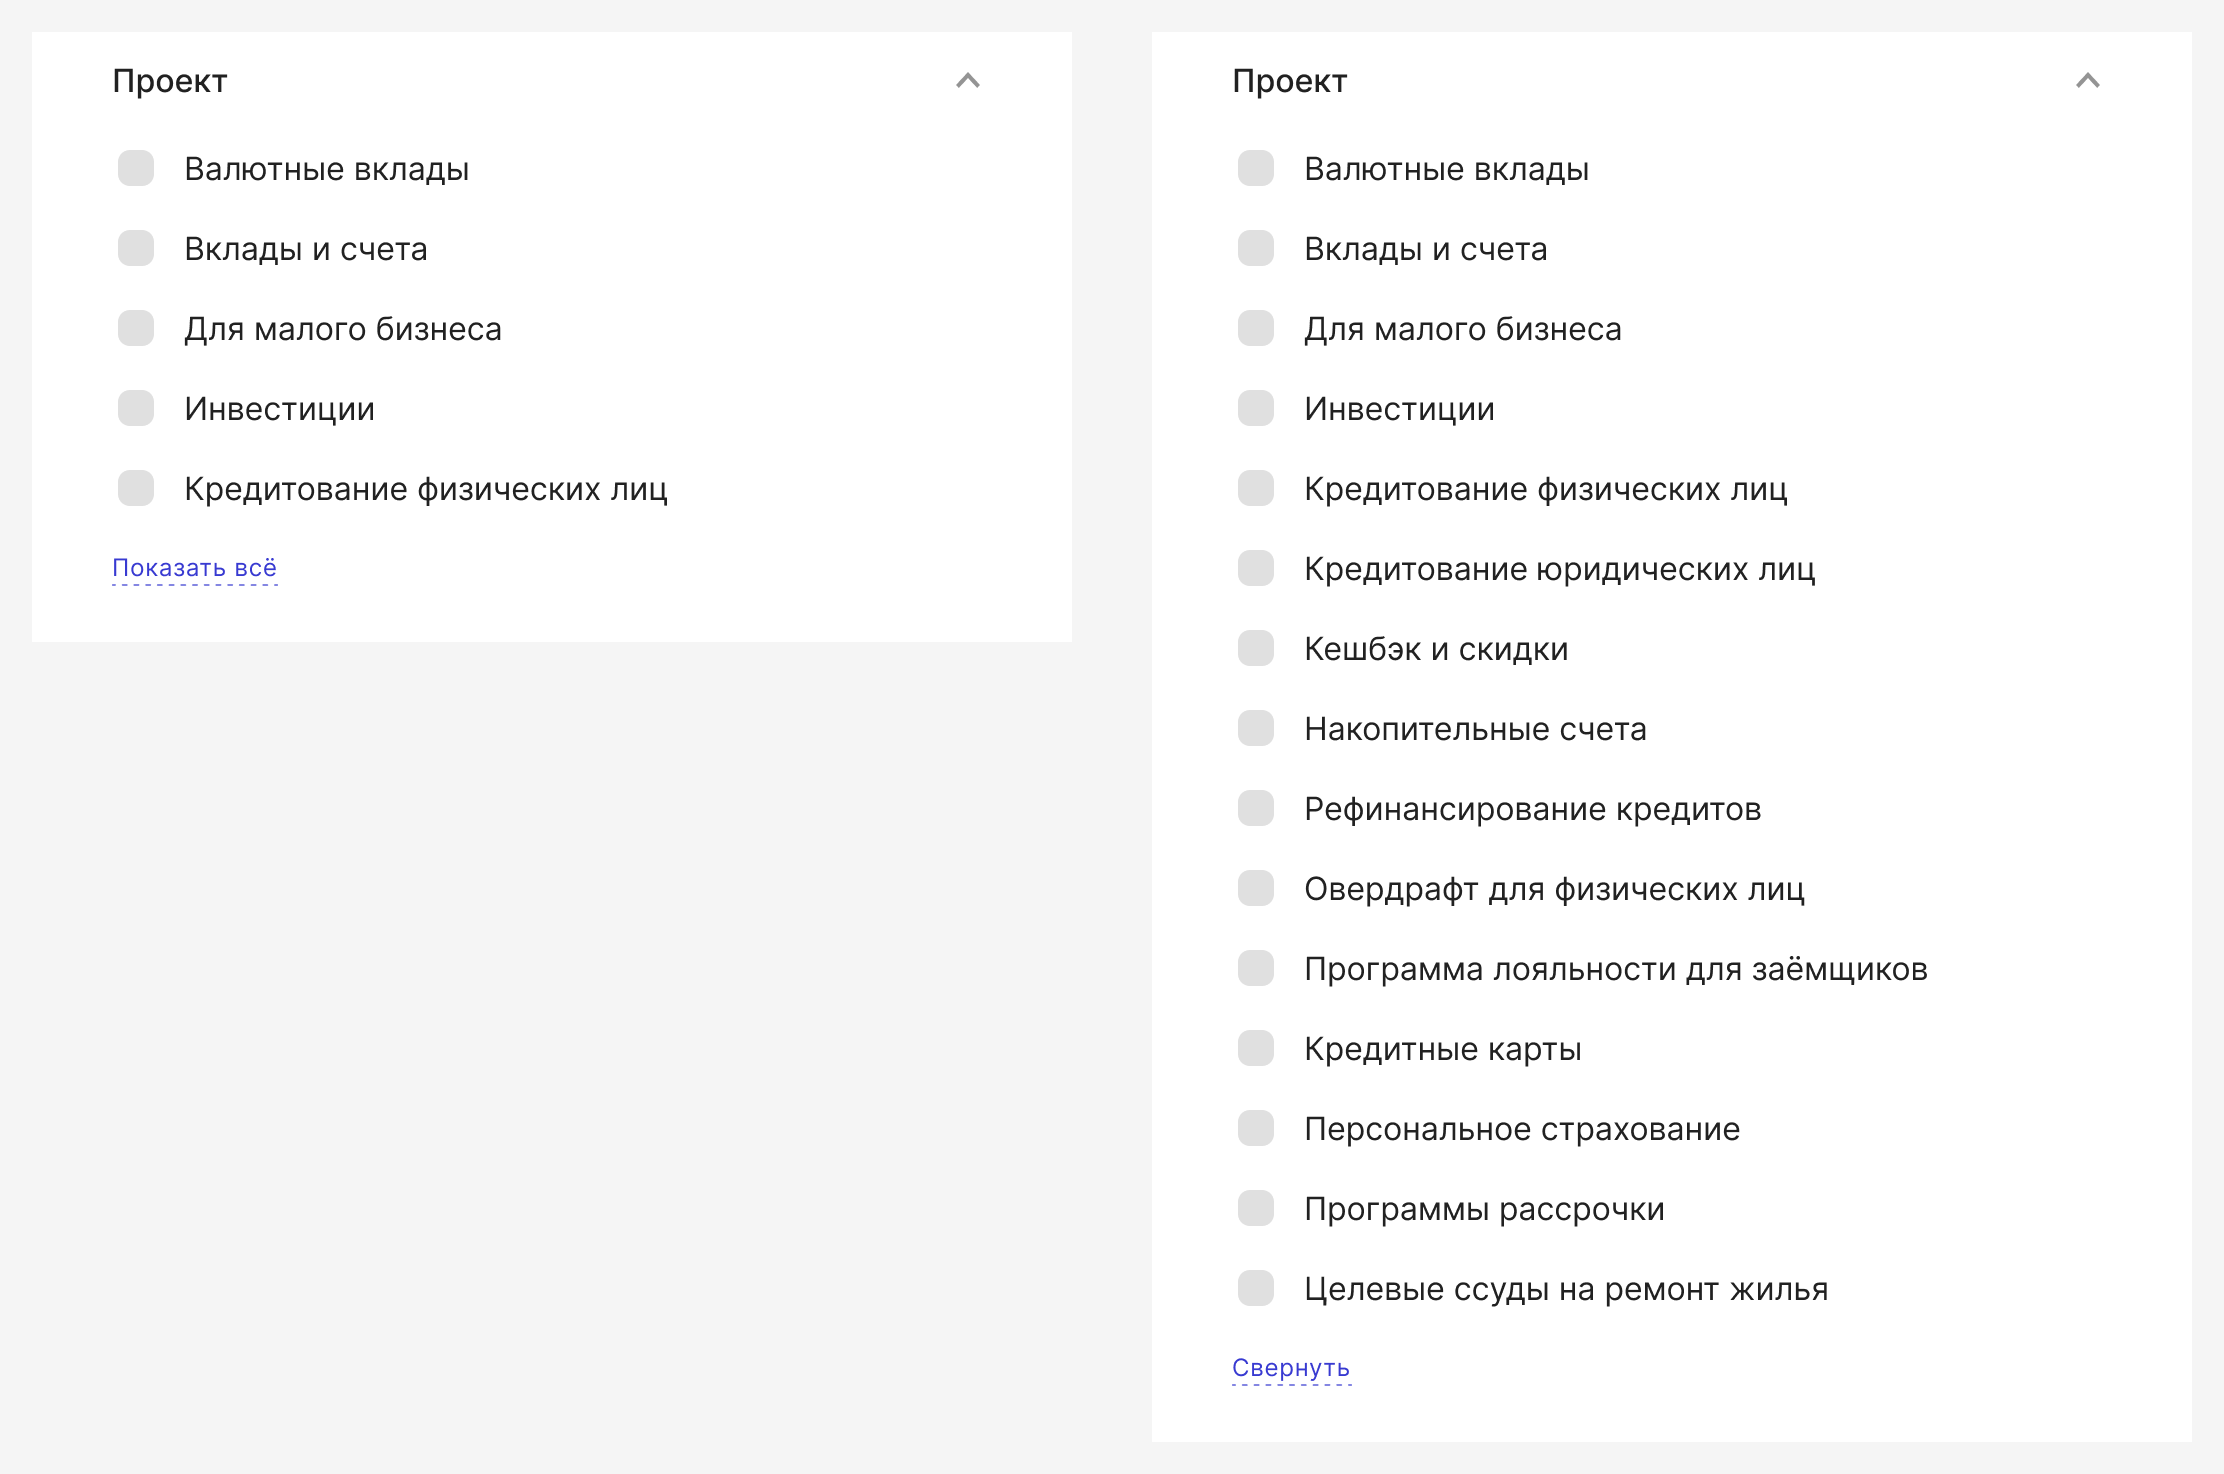 Проект
Валютные вклады
Вклады и счета
Для малого бизнеса
Инвестиции
Кредитование физических лиц
Показать всё
Проект
Валютные вклады
Вклады и счета
Для малого бизнеса
Инвестиции
Кредитование физических лиц
Кредитование юридических лиц
Кешбэк и скидки
Накопительные счета
Рефинансирование кредитов
Овердрафт для физических лиц
Программа лояльности для заёмщиков
Кредитные карты
Персональное страхование
Программы рассрочки
Целевые ссуды на ремонт жилья
Свернуть